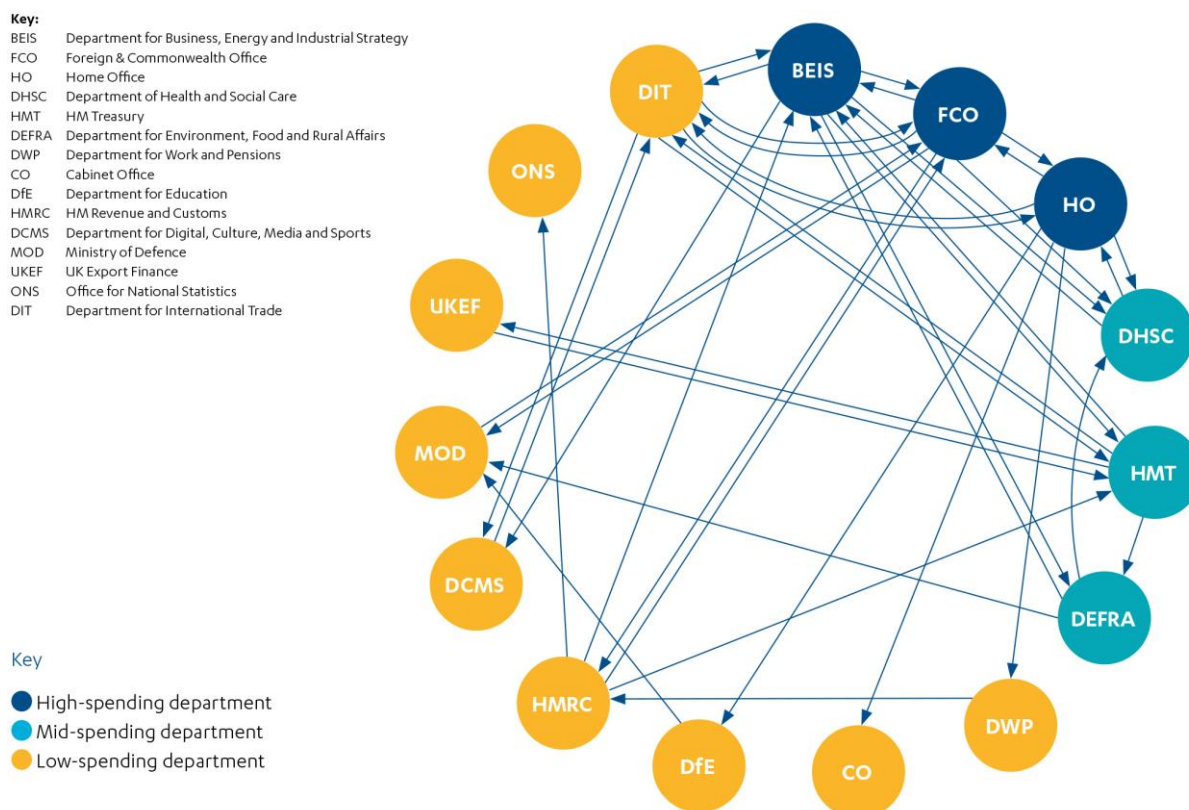 Key:
BEIS Department for Business, Energy and Industrial Strategy
FCO Foreign & Commonwealth Office
HO Home Office
DHSC Department of Health and Social Care
HMT HM Treasury
DEFRA Department for Environment, Food and Rural Affairs
DWP Department for Work and Pensions
CO Cabinet Office
DfE Department for Education
HMRC HM Revenue and Customs
DCMS Department for Digital, Culture, Media and Sports
MOD Ministry of Defence
UKEF UK Export Finance
ONS Office for National Statistics
DIT Department for International Trade
BEIS
DIT
FCO
ONS
HO
UKEF
DHSC
MOD
HMT
DCMS
DEFRA
HMRC
DWP
DfE
CO
Key
High-spending department
Mid-spending department
Low-spending department